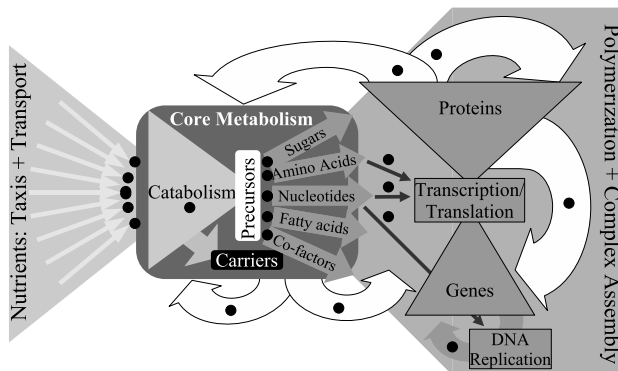 Nutrients: Taxis + Transport
Core Metabolism
Catabolism
Precursors
Carriers
Sugars
Amino Acids
Nucleotides
Fatty acids
Co-factors
Proteins
Transcription/
Translation
Genes
DNA
Replication
Polymerization + Complex Assembly